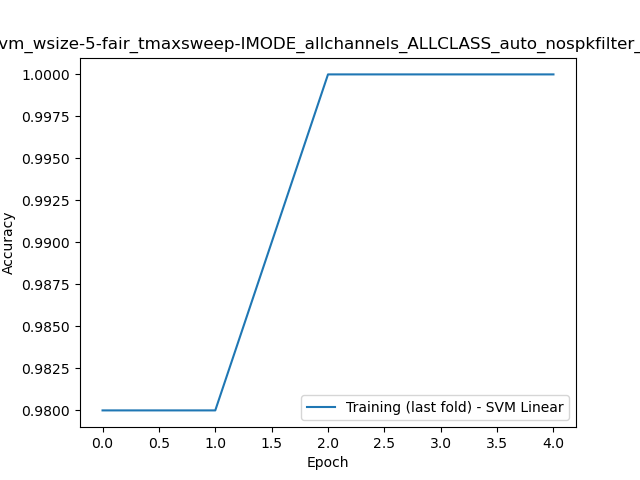 vm_wsize-5-fair_tmaxsweep-IMODE_allchannels_ALLCLASS_auto_nospkfilter_
1.0000
0.9975
0.9950
0.9925
0.9900
0.9875
0.9850
0.9825
0.9800
Accuracy
Training (last fold) - SVM Linear
0.0 0.5 1.0 1.5 2.0 2.5 3.0 3.5 4.0
Epoch